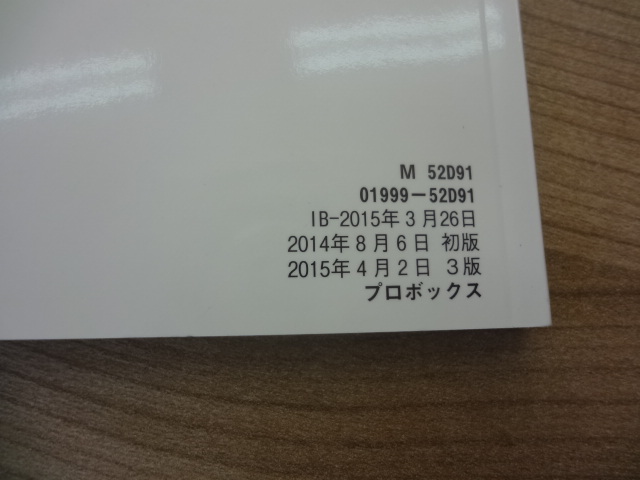 M 52D91
01999-52D91
IB-2015年3月26日
2014年8月6日 初版
2015年4月2日 3版
プロボックス